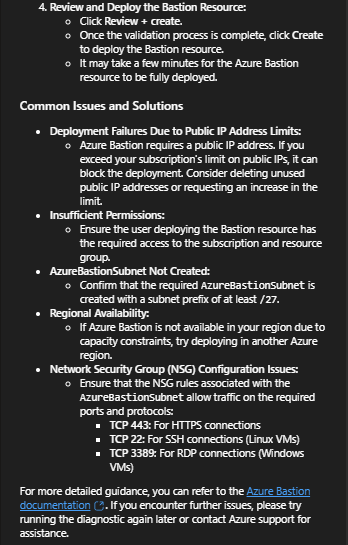 4. Review and Deploy the Bastion Resource:
Click Review + create.
Once the validation process is complete, click Create
to deploy the Bastion resource.
It may take a few minutes for the Azure Bastion
resource to be fully deployed.
Common Issues and Solutions
Deployment Failures Due to Public IP Address Limits:
Azure Bastion requires a public IP address. If you
exceed your subscription's limit on public IPs, it can
block the deployment. Consider deleting unused
public IP addresses or requesting an increase in the
limit.
Insufficient Permissions:
Ensure the user deploying the Bastion resource has
the required access to the subscription and resource
group.
AzureBastionSubnet Not Created:
Confirm that the required AzureBastionSubnet is
created with a subnet prefix of at least /27.
Regional Availability:
If Azure Bastion is not available in your region due to
capacity constraints, try deploying in another Azure
region.
Network Security Group (NSG) Configuration Issues:
Ensure that the NSG rules associated with the
AzureBastionSubnet allow traffic on the required
ports and protocols:
TCP 443: For HTTPS connections
TCP 22: For SSH connections (Linux VMs)
TCP 3389: For RDP connections (Windows
VMs)
For more detailed guidance, you can refer to the Azure Bastion
documentation. If you encounter further issues, please try
running the diagnostic again later or contact Azure support for
assistance.